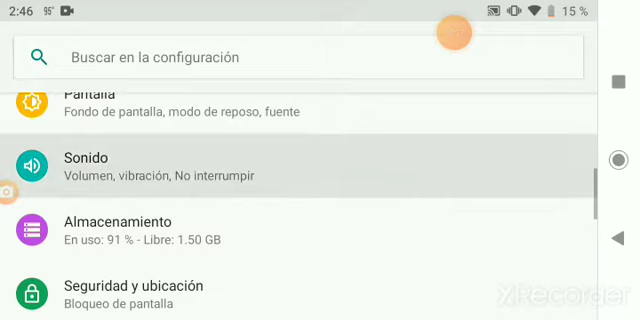 2:46 95° 15 %
Buscar en la configuración
Pantalla
Fondo de pantalla, modo de reposo, fuente
Sonido
Volumen, vibración, No interrumpir
Almacenamiento
En uso: 91 % - Libre: 1.50 GB
Seguridad y ubicación
Bloqueo de pantalla
XRecorder